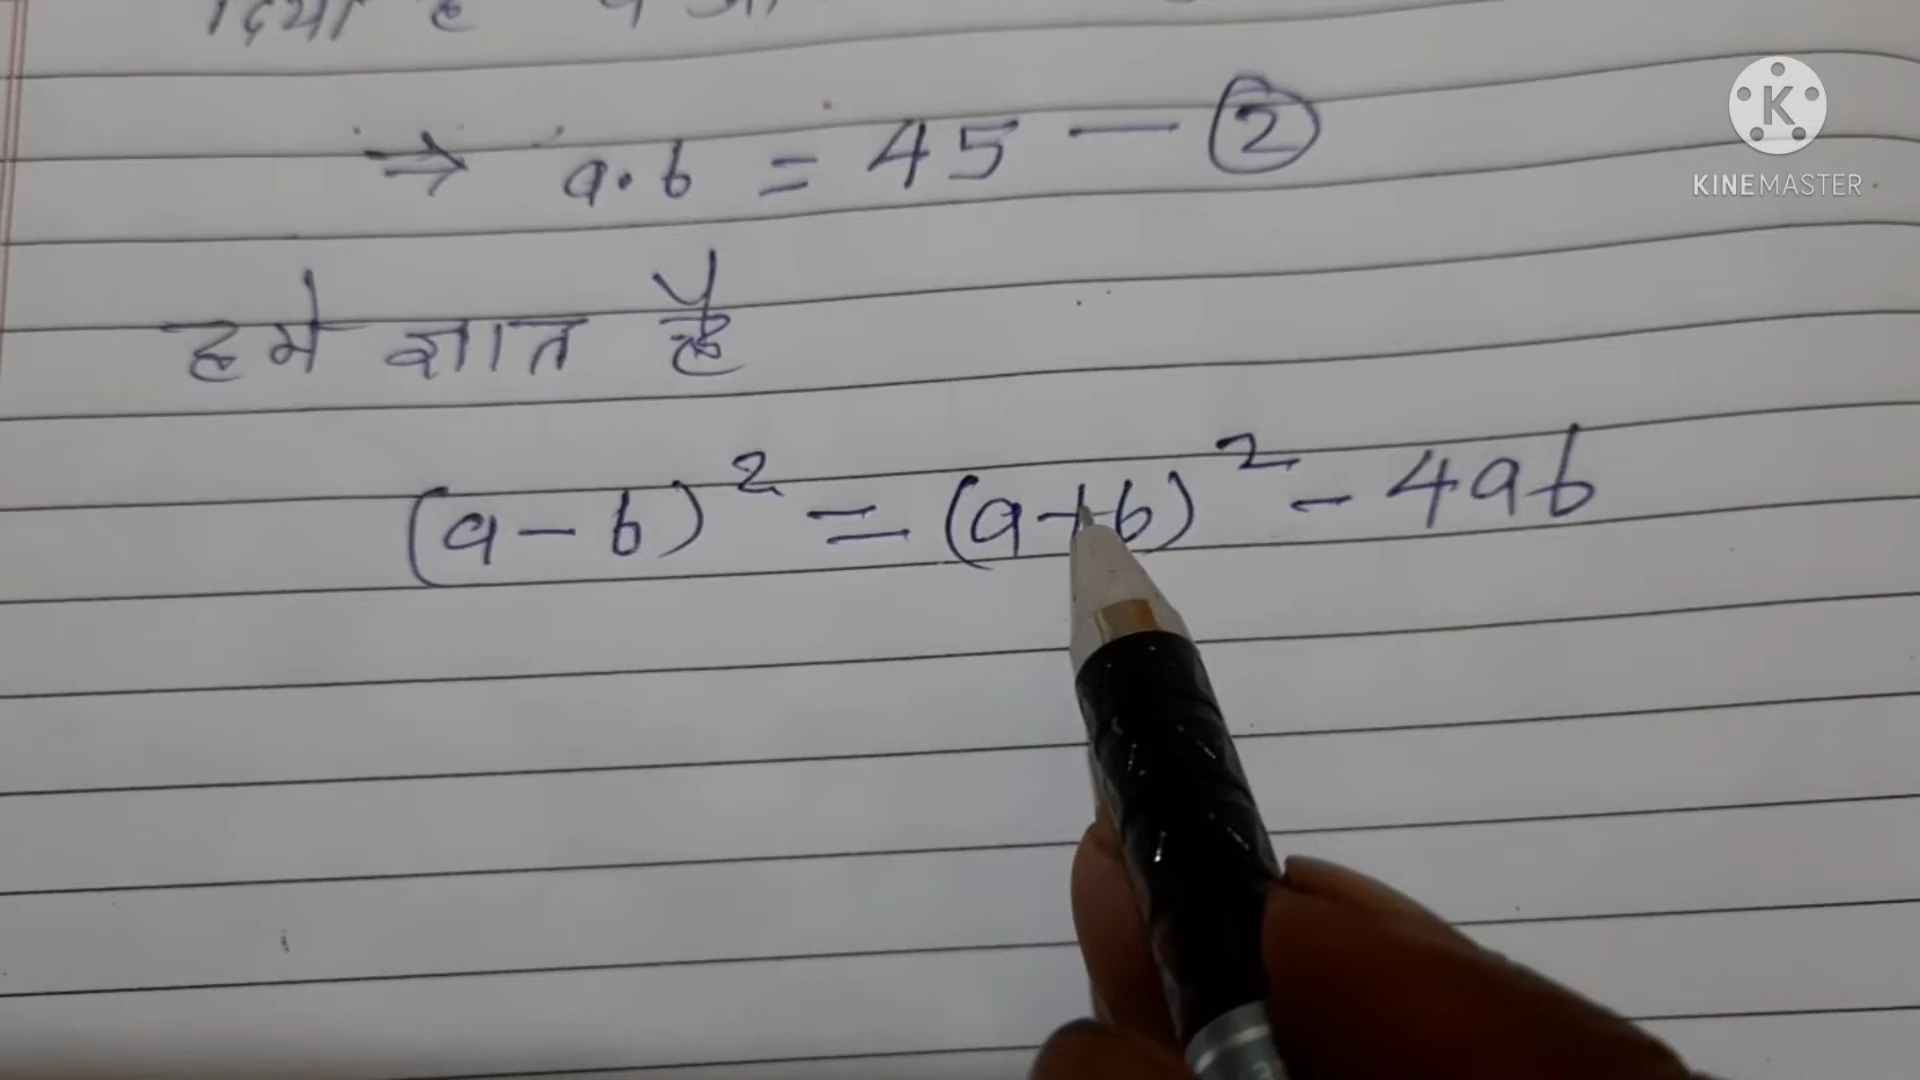 दिया है
⇒ a.b = 45 — ②
K
KINEMASTER
हमे ज्ञात है
(a-b)² = (a+b)² - 4ab